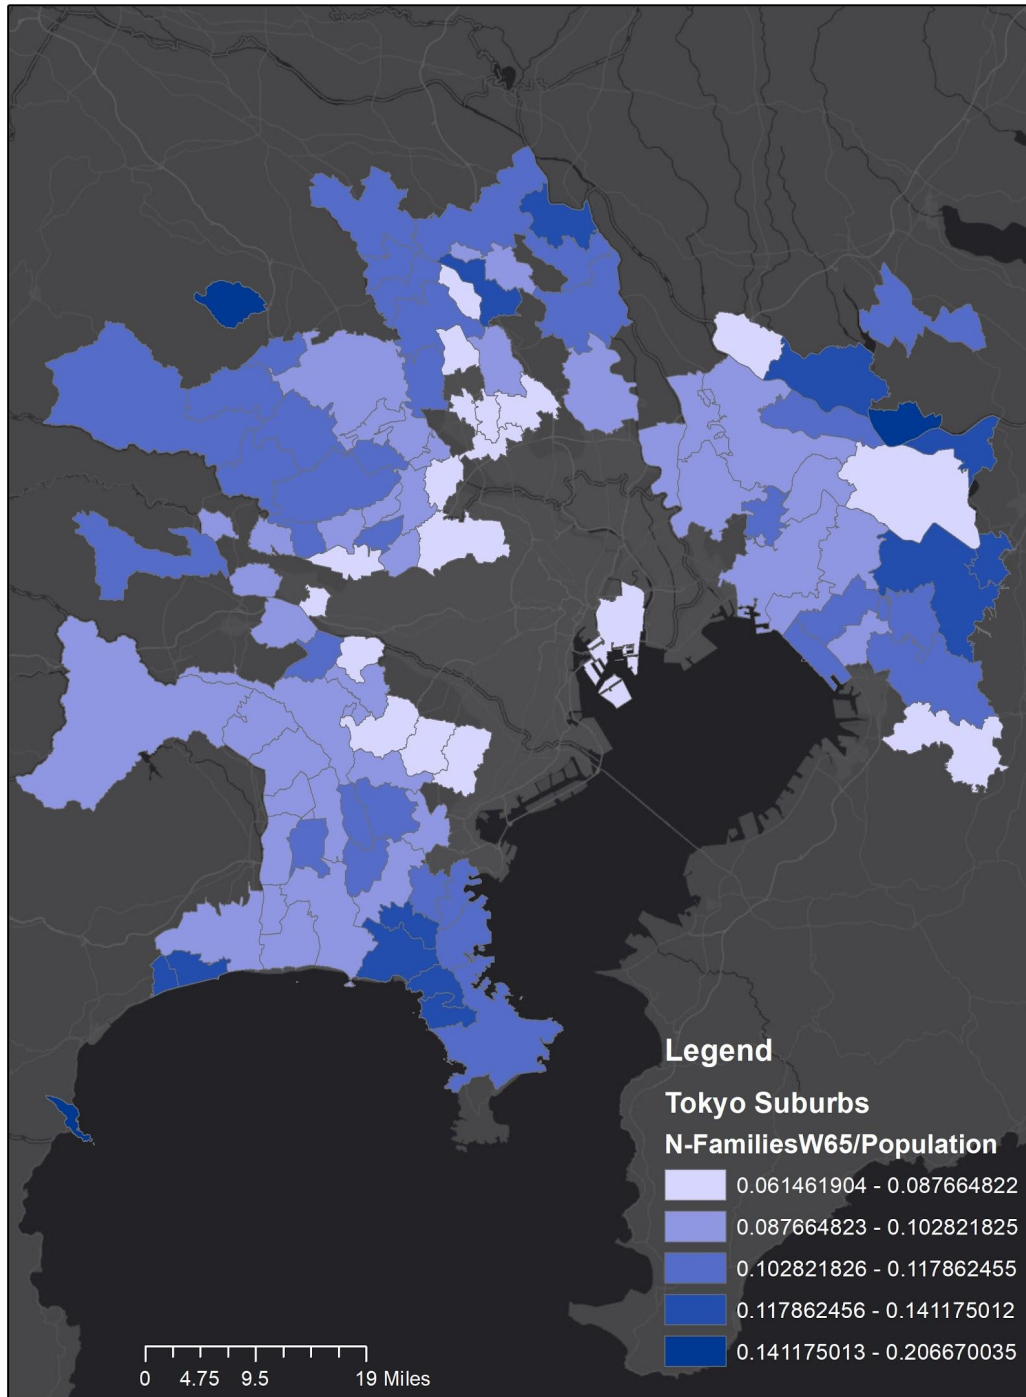 Legend
Tokyo Suburbs
N-FamiliesW65/Population
0.061461904 - 0.087664822
0.087664823 - 0.102821825
0.102821826 - 0.117862455
0.117862456 - 0.141175012
0.141175013 - 0.206670035
0 4.75 9.5 19 Miles